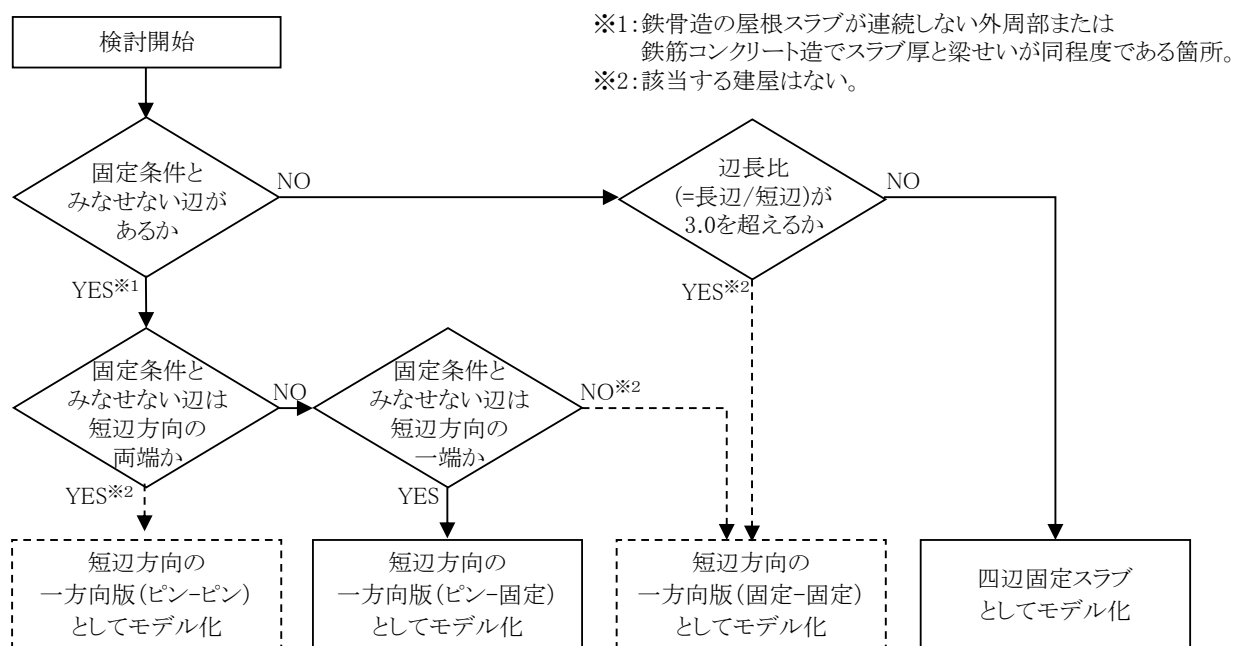 検討開始
※1:鉄骨造の屋根スラブが連続しない外周部または
鉄筋コンクリート造でスラブ厚と梁せいが同程度である箇所。
※2:該当する建屋はない。
固定条件と
みなせない辺が
あるか
NO
YES※1
辺長比
(=長辺/短辺)が
3.0を超えるか
NO
YES※2
固定条件と
みなせない辺は
短辺方向の
両端か
NO
YES※2
固定条件と
みなせない辺は
短辺方向の
一端か
NO※2
YES
短辺方向の
一方向版(ピン−ピン)
としてモデル化
短辺方向の
一方向版(ピン−固定)
としてモデル化
短辺方向の
一方向版(固定−固定)
としてモデル化
四辺固定スラブ
としてモデル化